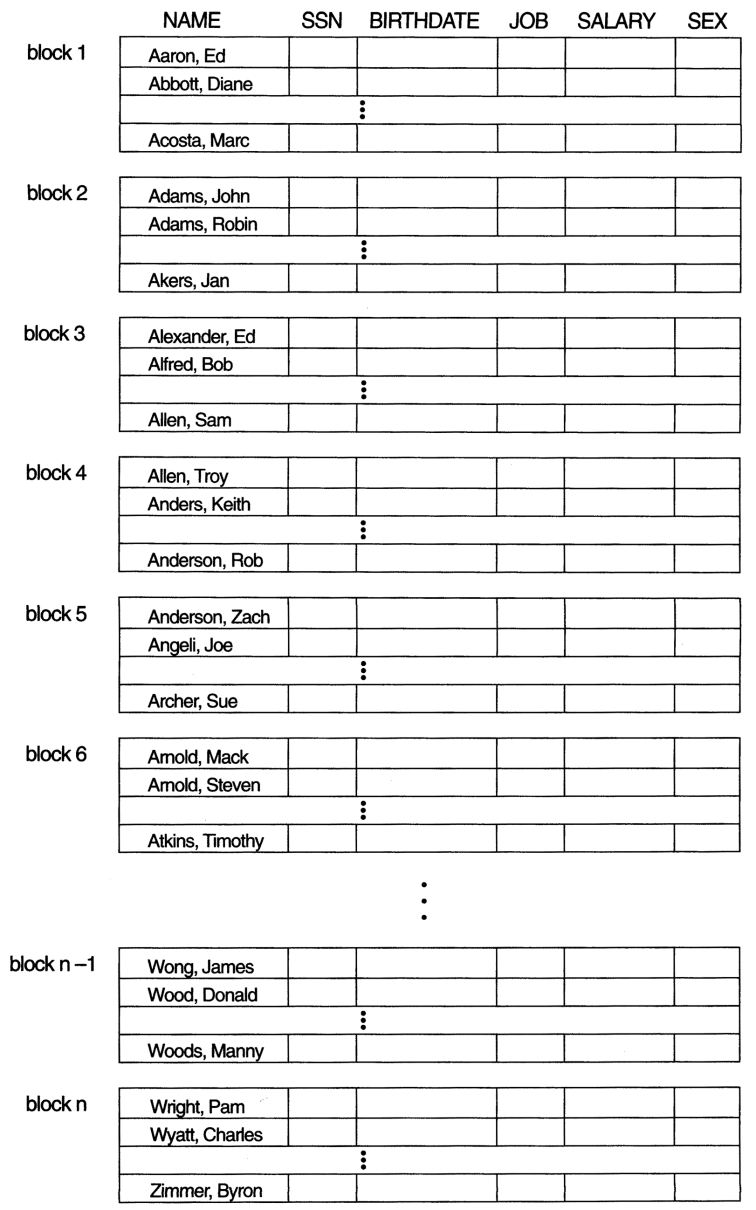 NAME SSN BIRTHDATE JOB SALARY SEX
block 1
Aaron, Ed
Abbott, Diane
Acosta, Marc
block 2
Adams, John
Adams, Robin
Akers, Jan
block 3
Alexander, Ed
Alfred, Bob
Allen, Sam
block 4
Allen, Troy
Anders, Keith
Anderson, Rob
block 5
Anderson, Zach
Angeli, Joe
Archer, Sue
block 6
Arnold, Mack
Arnold, Steven
Atkins, Timothy
block n –1
Wong, James
Wood, Donald
Woods, Manny
block n
Wright, Pam
Wyatt, Charles
Zimmer, Byron